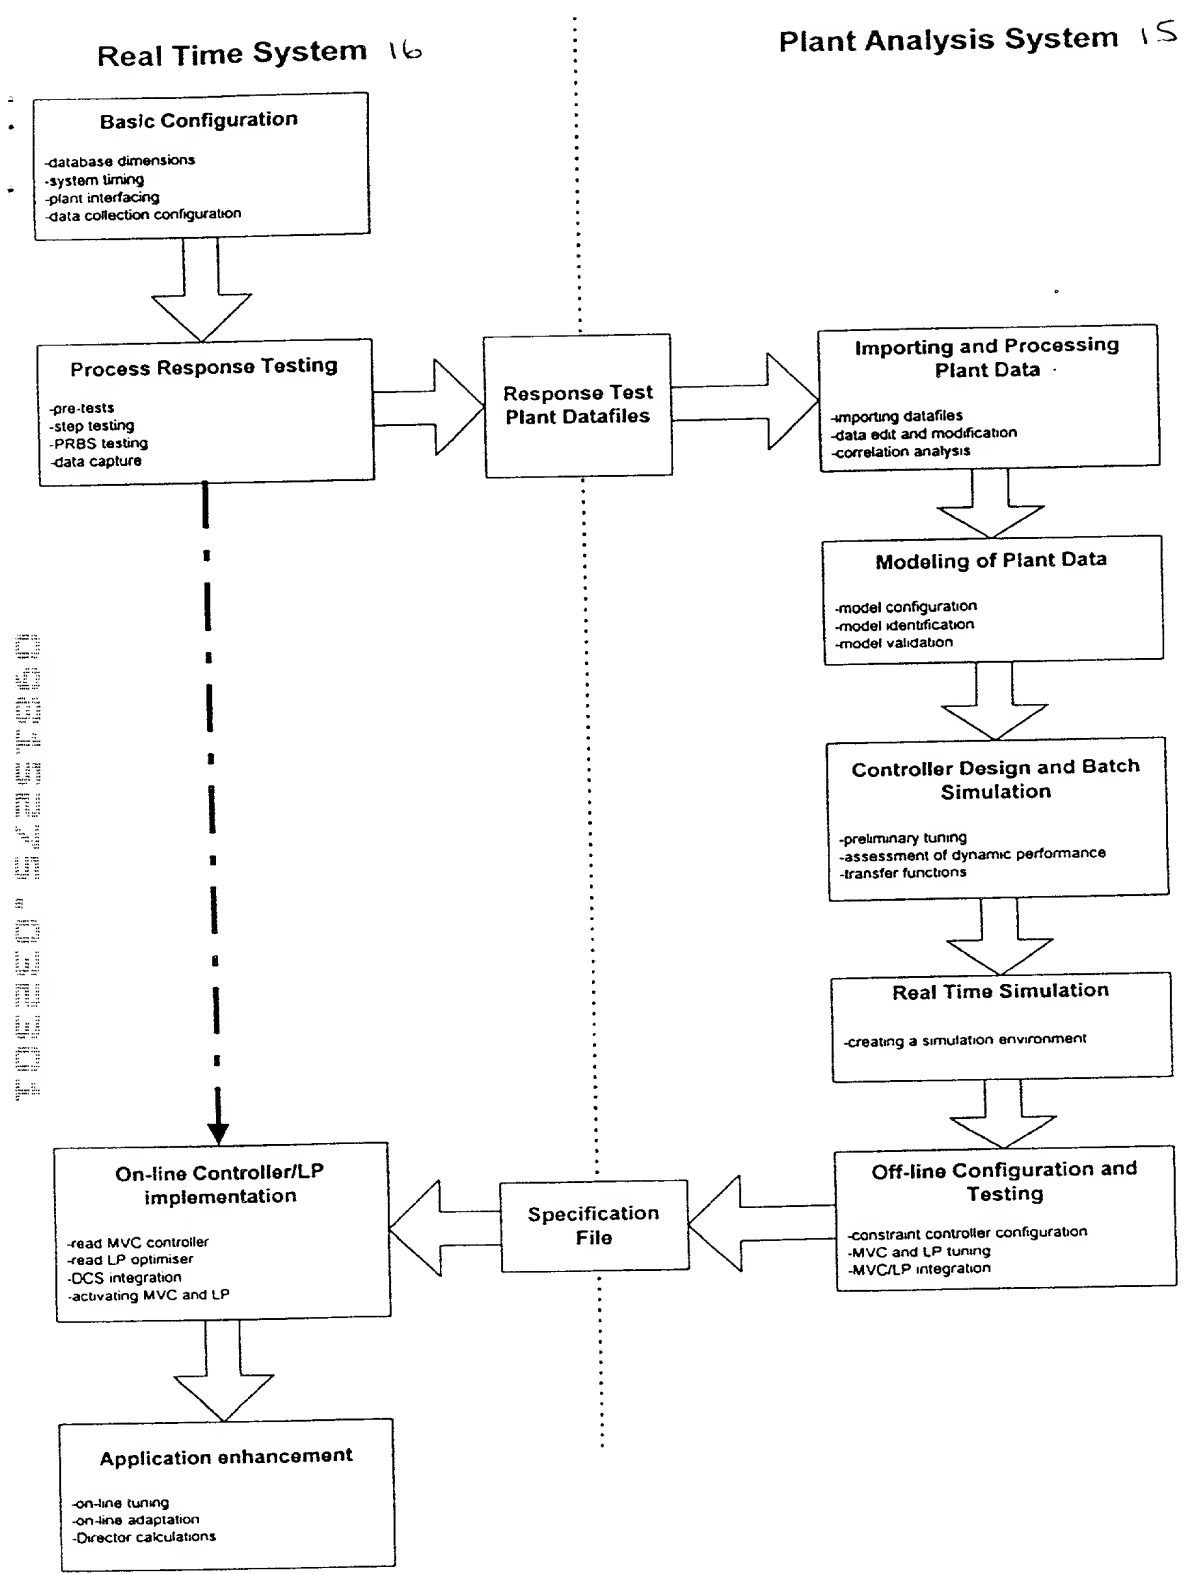 Real Time System 16
Plant Analysis System 15
Basic Configuration
-database dimensions
-system timing
-plant interfacing
-data collection configuration
Process Response Testing
-pre-tests
-step testing
-PRBS testing
-data capture
Response Test
Plant Datafiles
Importing and Processing
Plant Data
-importing datafiles
-data edit and modification
-correlation analysis
Modeling of Plant Data
-model configuration
-model identification
-model validation
Controller Design and Batch
Simulation
-preliminary tuning
-assessment of dynamic performance
-transfer functions
Real Time Simulation
-creating a simulation environment
Off-line Configuration and
Testing
-constraint controller configuration
-MVC and LP tuning
-MVC/LP integration
Specification
File
On-line Controller/LP
implementation
-read MVC controller
-read LP optimiser
-DCS integration
-activating MVC and LP
Application enhancement
-on-line tuning
-on-line adaptation
-Director calculations